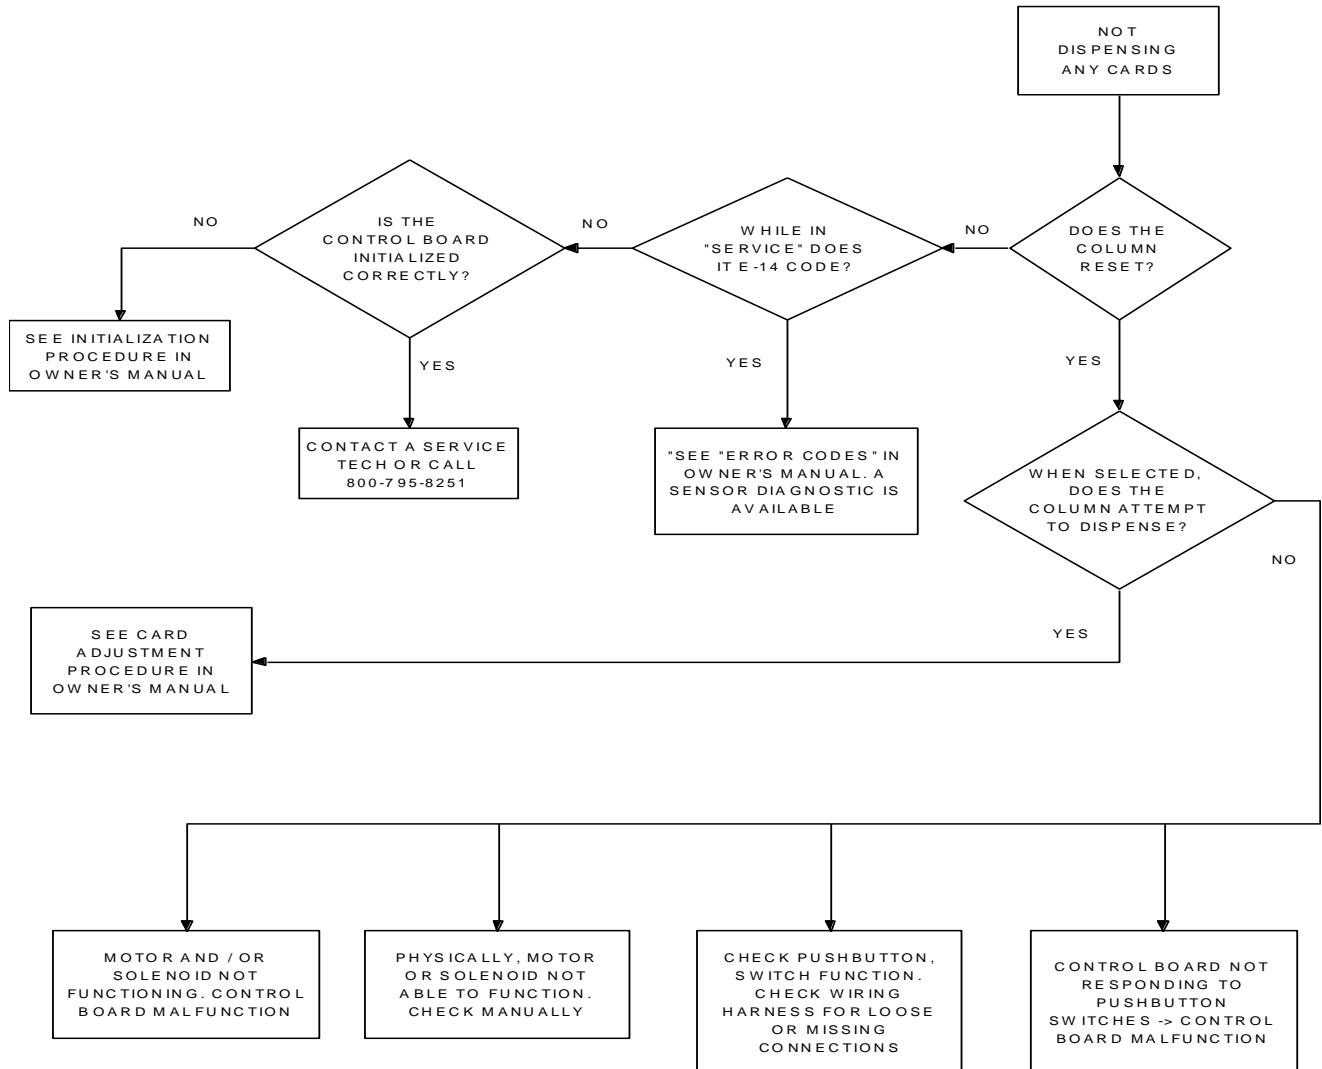 NOT
DISPENSING
ANY CARDS
DOES THE
COLUMN
RESET?
NO
YES
WHILE IN
"SERVICE" DOES
IT E-14 CODE?
NO
YES
IS THE
CONTROL BOARD
INITIALIZED
CORRECTLY?
NO
YES
SEE INITIALIZATION
PROCEDURE IN
OWNER'S MANUAL
CONTACT A SERVICE
TECH OR CALL
800-795-8251
"SEE "ERROR CODES" IN
OWNER'S MANUAL. A
SENSOR DIAGNOSTIC IS
AVAILABLE
WHEN SELECTED,
DOES THE
COLUMN ATTEMPT
TO DISPENSE?
NO
YES
SEE CARD
ADJUSTMENT
PROCEDURE IN
OWNER'S MANUAL
MOTOR AND / OR
SOLENOID NOT
FUNCTIONING. CONTROL
BOARD MALFUNCTION
PHYSICALLY, MOTOR
OR SOLENOID NOT
ABLE TO FUNCTION.
CHECK MANUALLY
CHECK PUSHBUTTON,
SWITCH FUNCTION.
CHECK WIRING
HARNESS FOR LOOSE
OR MISSING
CONNECTIONS
CONTROL BOARD NOT
RESPONDING TO
PUSHBUTTON
SWITCHES -> CONTROL
BOARD MALFUNCTION